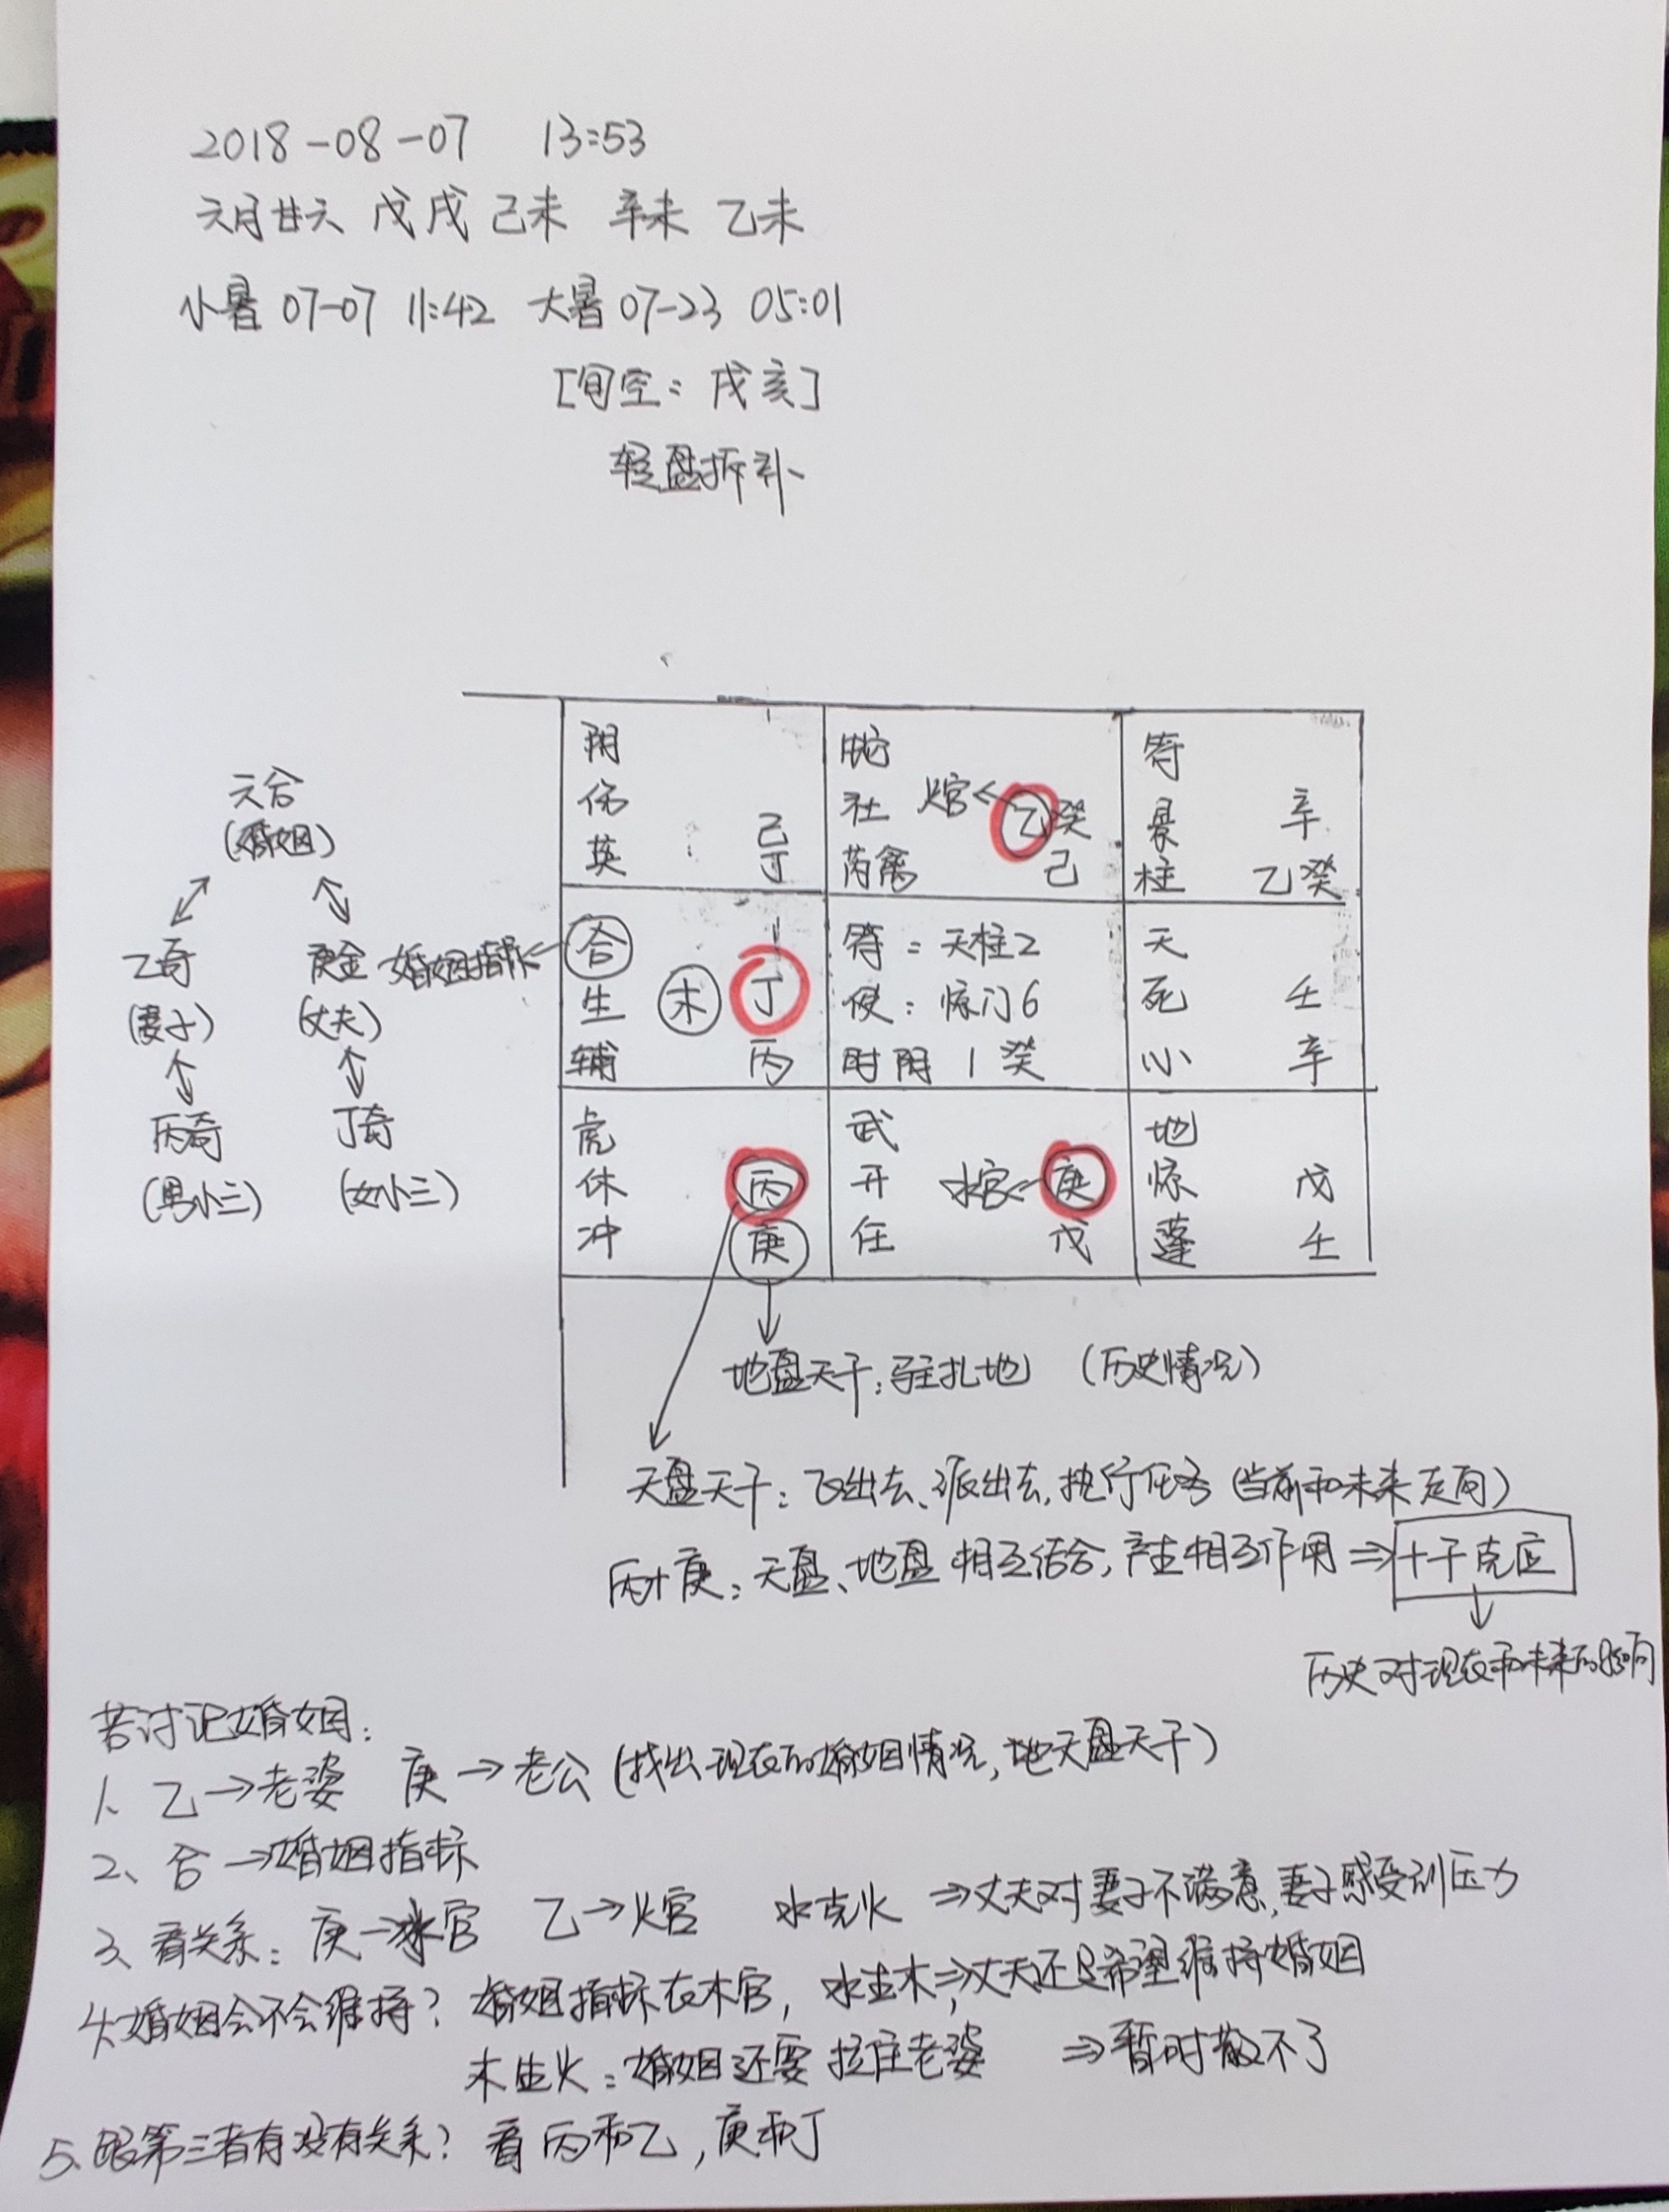 2018-08-07 13:53
六月廿六 戊戌 己未 辛未 乙未
小暑 07-07 11:42 大暑 07-23 05:01
[旬空: 戌亥]
转盘拆补
六合
(婚姻)
乙奇 庚金
(妻子) (丈夫)
丙奇 丁奇
(男小三) (女小三)
阴
伤 己
英 丁
蛇
杜 火宫 乙癸
芮禽 己
符
景 辛
柱 乙癸
婚姻指标
合
生 木 丁
辅 丙
符:天柱2
使:惊门6
时阴 1 癸
天
死 壬
心 辛
虎
休 丙
冲 庚
武
开 水宫 庚
任 戊
地
惊 戊
蓬 壬
地盘天干:驻扎地 (历史情况)
天盘天干:飞出去、派出去,执行任务 (当前和未来走向)
丙+庚:天盘、地盘相互结合,产生相互作用⇒十干克应
历史对现在和未来的影响
若讨论婚姻:
1、乙→老婆 庚→老公 (找出现在的婚姻情况,地天盘天干)
2、合→婚姻指标
3、看关系:庚→水宫 乙→火宫 水克火 ⇒丈夫对妻子不满意,妻子感受到压力
4、婚姻会不会维持? 婚姻指标在木宫,水生木⇒丈夫还是希望维持婚姻
木生火:婚姻还要拉住老婆 ⇒暂时散不了
5、跟第三者有没有关系? 看丙和乙,庚和丁